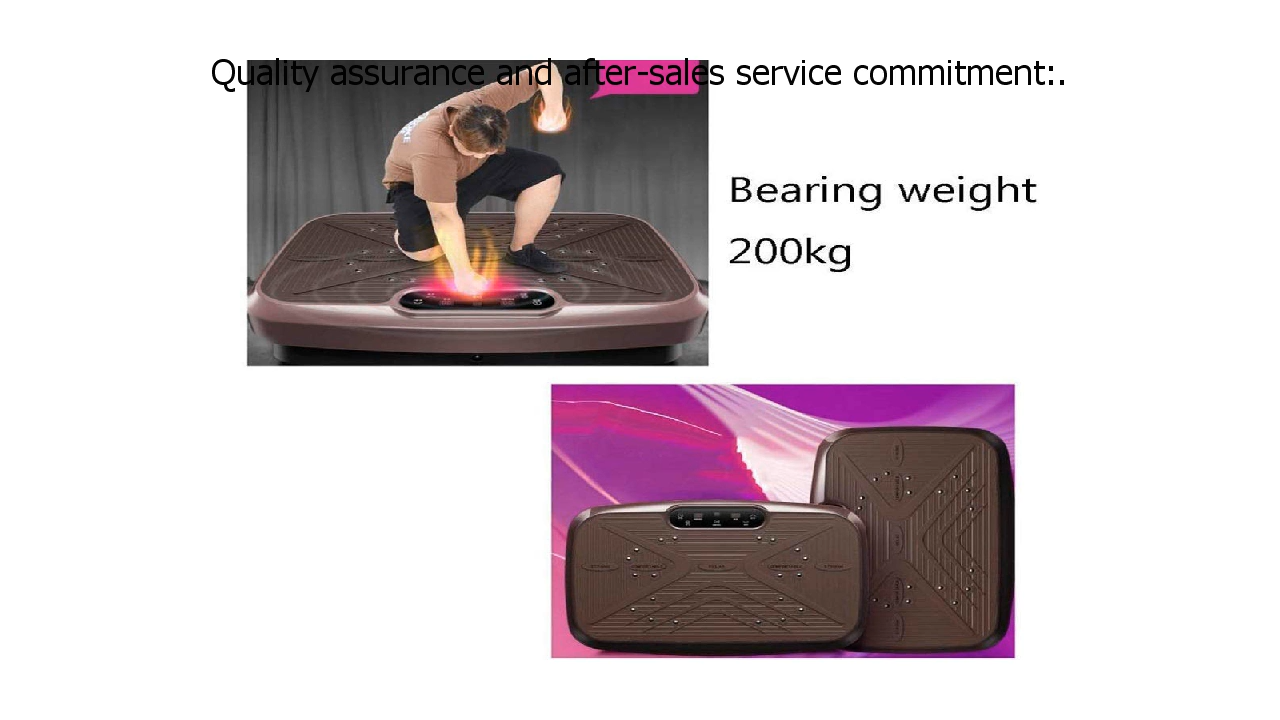 Quality assurance and after-sales service commitment:.
Bearing weight
200kg